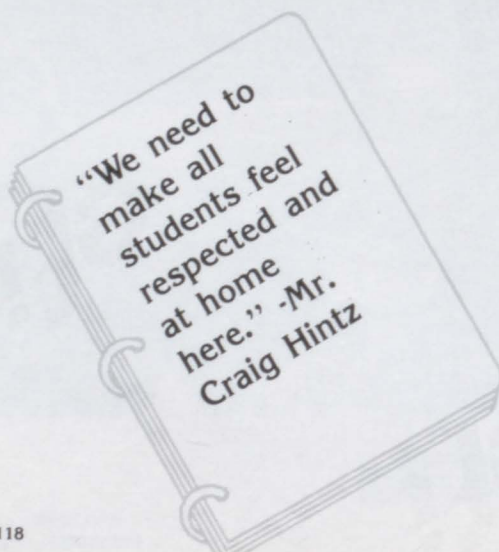 “We need to
make all
students feel
respected and
at home
here.” -Mr.
Craig Hintz
118